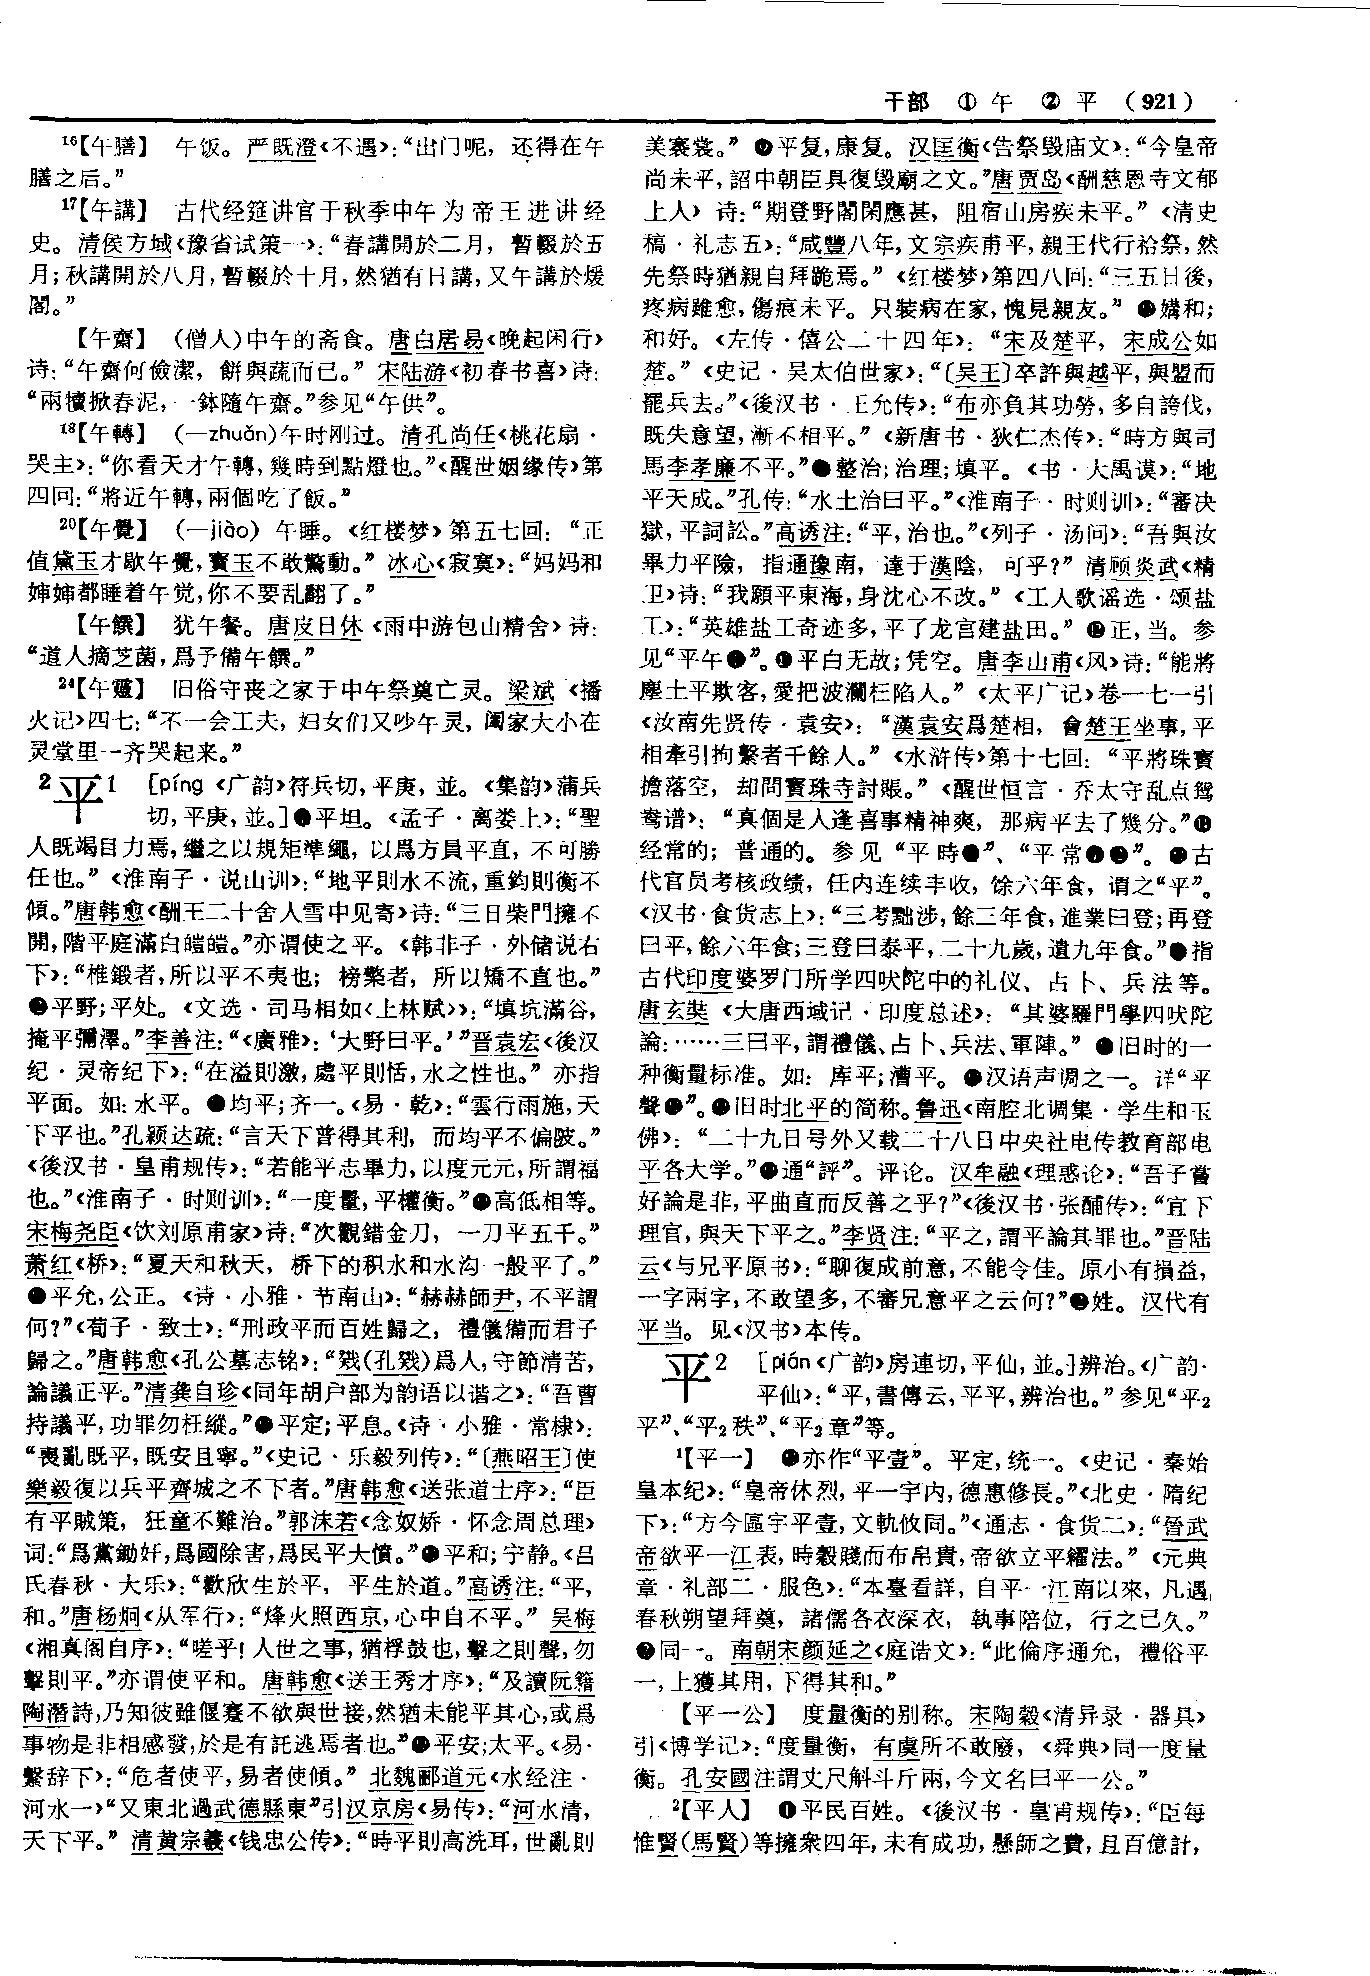 干部 ① 午 ② 平 (921)
16【午膳】 午饭。严既澄<不遇>:“出门呢，还得在午
膳之后。”
17【午講】 古代经筵讲官于秋季中午为帝王进讲经
史。清侯方域<豫省试策一>:“春講開於二月，暫輟於五
月;秋講開於八月,暫輟於十月,然猶有日講,又午講於煖
閣。”
【午齋】 (僧人)中午的斋食。唐白居易<晚起闲行>
诗:“午齋何儉潔，餅與蔬而已。”宋陆游<初春书喜>诗:
“兩犢掀春泥，一鉢隨午齋。”参见“午供”。
18【午轉】 (—zhuǎn)午时刚过。清孔尚任<桃花扇·
哭主>:“你看天才午轉,幾時到點燈也。”<醒世姻缘传>第
四回:“將近午轉,兩個吃了飯。”
20【午覺】 (—jiào) 午睡。<红楼梦>第五七回:“正
值黛玉才歇午覺,寶玉不敢驚動。”冰心<寂寞>:“妈妈和
婶婶都睡着午觉,你不要乱翻了。”
【午饌】 犹午餐。唐皮日休<雨中游包山精舍>诗:
“道人摘芝菌,爲予備午饌。”
24【午靈】 旧俗守丧之家于中午祭奠亡灵。梁斌<播
火记>四七:“不一会工夫，妇女们又吵午灵，阖家大小在
灵堂里一齐哭起来。”
2平1 [píng <广韵>符兵切,平庚,並。<集韵>蒲兵
切,平庚,並。]❶平坦。<孟子·离娄上>:“聖
人既竭目力焉,繼之以規矩準繩，以爲方員平直，不可勝
任也。”<淮南子·说山训>:“地平則水不流,重鈞則衡不
傾。”唐韩愈<酬王二十舍人雪中见寄>诗:“三日柴門擁不
開,階平庭滿白皚皚。”亦谓使之平。<韩非子·外储说右
下>:“椎鍛者,所以平不夷也；榜檠者，所以矯不直也。”
❷平野;平处。<文选·司马相如<上林赋>>:“填坑滿谷,
掩平彌澤。”李善注:“<廣雅>:‘大野曰平。’”晋袁宏<後汉
纪·灵帝纪下>:“在溢則激,處平則恬,水之性也。”亦指
平面。如:水平。❸均平;齐一。<易·乾>:“雲行雨施,天
下平也。”孔颖达疏:“言天下普得其利，而均平不偏陂。”
<後汉书·皇甫规传>:“若能平志畢力,以度元元,所謂福
也。”<淮南子·时则训>:“一度量,平權衡。”❹高低相等。
宋梅尧臣<饮刘原甫家>诗:“次觀錯金刀，一刀平五千。”
萧红<桥>:“夏天和秋天，桥下的积水和水沟一般平了。”
❺平允,公正。<诗·小雅·节南山>:“赫赫師尹,不平謂
何?”<荀子·致士>:“刑政平而百姓歸之，禮儀備而君子
歸之。”唐韩愈<孔公墓志铭>:“戣(孔戣)爲人,守節清苦,
論議正平。”清龚自珍<同年胡户部为韵语以谐之>:“吾曹
持議平,功罪勿枉縱。”❻平定;平息。<诗·小雅·常棣>:
“喪亂既平,既安且寧。”<史记·乐毅列传>:“〔燕昭王〕使
樂毅復以兵平齊城之不下者。”唐韩愈<送张道士序>:“臣
有平賊策，狂童不難治。”郭沫若<念奴娇·怀念周总理>
词:“爲黨鋤奸,爲國除害,爲民平大憤。”❼平和;宁静。<吕
氏春秋·大乐>:“歡欣生於平，平生於道。”高诱注:“平,
和。”唐杨炯<从军行>:“烽火照西京,心中自不平。”吴梅
<湘真阁自序>:“嗟乎!人世之事,猶桴鼓也,擊之則聲,勿
擊則平。”亦谓使平和。唐韩愈<送王秀才序>:“及讀阮籍
陶潛詩,乃知彼雖偃蹇不欲與世接,然猶未能平其心,或爲
事物是非相感發,於是有託逃焉者也。”❽平安;太平。<易·
繫辞下>:“危者使平,易者使傾。”北魏酈道元<水经注·
河水一>“又東北過武德縣東”引汉京房<易传>:“河水清,
天下平。”清黄宗羲<钱忠公传>:“時平則高洗耳,世亂則
美褰裳。”❾平复,康复。汉匡衡<告祭毁庙文>:“今皇帝
尚未平,詔中朝臣具復毁廟之文。”唐贾岛<酬慈恩寺文郁
上人>诗:“期登野閣閑應甚，阻宿山房疾未平。”<清史
稿·礼志五>:“咸豐八年,文宗疾甫平,親王代行祫祭,然
先祭時猶親自拜跪焉。”<红楼梦>第四八回:“三五日後,
疼病雖愈,傷痕未平。只裝病在家,愧見親友。”❿媾和;
和好。<左传·僖公二十四年>:“宋及楚平，宋成公如
楚。”<史记·吴太伯世家>:“〔吴王〕卒許與越平,與盟而
罷兵去。”<後汉书·王允传>:“布亦負其功勞,多自誇伐,
既失意望,漸不相平。”<新唐书·狄仁杰传>:“時方與司
馬李孝廉不平。”⓫整治;治理;填平。<书·大禹谟>:“地
平天成。”孔传:“水土治曰平。”<淮南子·时则训>:“審决
獄,平詞訟。”高诱注:“平,治也。”<列子·汤问>:“吾與汝
畢力平險，指通豫南，達于漢陰，可乎?”清顾炎武<精
卫>诗:“我願平東海,身沈心不改。”<工人歌谣选·颂盐
工>:“英雄盐工奇迹多,平了龙宫建盐田。”⓬正,当。参
见“平午❶”。⓭平白无故;凭空。唐李山甫<风>诗:“能將
塵土平欺客,愛把波瀾枉陷人。”<太平广记>卷一七一引
<汝南先贤传·袁安>:“漢袁安爲楚相，會楚王坐事,平
相牽引拘繫者千餘人。”<水浒传>第十七回:“平將珠寶
擔落空，却問寶珠寺討賬。”<醒世恒言·乔太守乱点鸳
鸯谱>:“真個是人逢喜事精神爽，那病平去了幾分。”⓮
经常的；普通的。参见“平時❶”、“平常❶❷”。⓯古
代官员考核政绩，任内连续丰收，馀六年食，谓之“平”。
<汉书·食货志上>:“三考黜陟,餘三年食,進業曰登;再登
曰平,餘六年食;三登曰泰平,二十九歲,遺九年食。”⓰指
古代印度婆罗门所学四吠陀中的礼仪、占卜、兵法等。
唐玄奘<大唐西域记·印度总述>:“其婆羅門學四吠陀
論:……三曰平,謂禮儀、占卜、兵法、軍陣。”⓱旧时的一
种衡量标准。如：库平;漕平。⓲汉语声调之一。详“平
聲❶”。⓳旧时北平的简称。鲁迅<南腔北调集·学生和玉
佛>:“二十九日号外又载二十八日中央社电传教育部电
平各大学。”⓴通“評”。评论。汉牟融<理惑论>:“吾子嘗
好論是非,平曲直而反善之乎?”<後汉书·张酺传>:“宜下
理官,與天下平之。”李贤注:“平之,謂平論其罪也。”晋陆
云<与兄平原书>:“聊復成前意,不能令佳。原小有損益,
一字兩字,不敢望多,不審兄意平之云何?”㉑姓。汉代有
平当。见<汉书>本传。
平2 [pián<广韵>房連切,平仙,並。]辨治。<广韵·
平仙>:“平,書傳云,平平,辨治也。”参见“平2
平”、“平2秩”、“平2章”等。
1【平一】 ❶亦作“平壹”。平定,统一。<史记·秦始
皇本纪>:“皇帝休烈,平一宇内,德惠修長。”<北史·隋纪
下>:“方今區宇平壹,文軌攸同。”<通志·食货二>:“晉武
帝欲平一江表,時穀賤而布帛貴,帝欲立平糴法。”<元典
章·礼部二·服色>:“本臺看詳，自平一江南以來，凡遇
春秋朔望拜奠，諸儒各衣深衣，執事陪位，行之已久。”
❷同一。南朝宋颜延之<庭诰文>:“此倫序通允，禮俗平
一,上獲其用,下得其和。”
【平一公】 度量衡的别称。宋陶穀<清异录·器具>
引<博学记>:“度量衡，有虞所不敢廢，<舜典>同一度量
衡。孔安國注謂丈尺斛斗斤兩,今文名曰平一公。”
2【平人】 ❶平民百姓。<後汉书·皇甫规传>:“臣每
惟賢(馬賢)等擁衆四年,未有成功,懸師之費,且百億計,